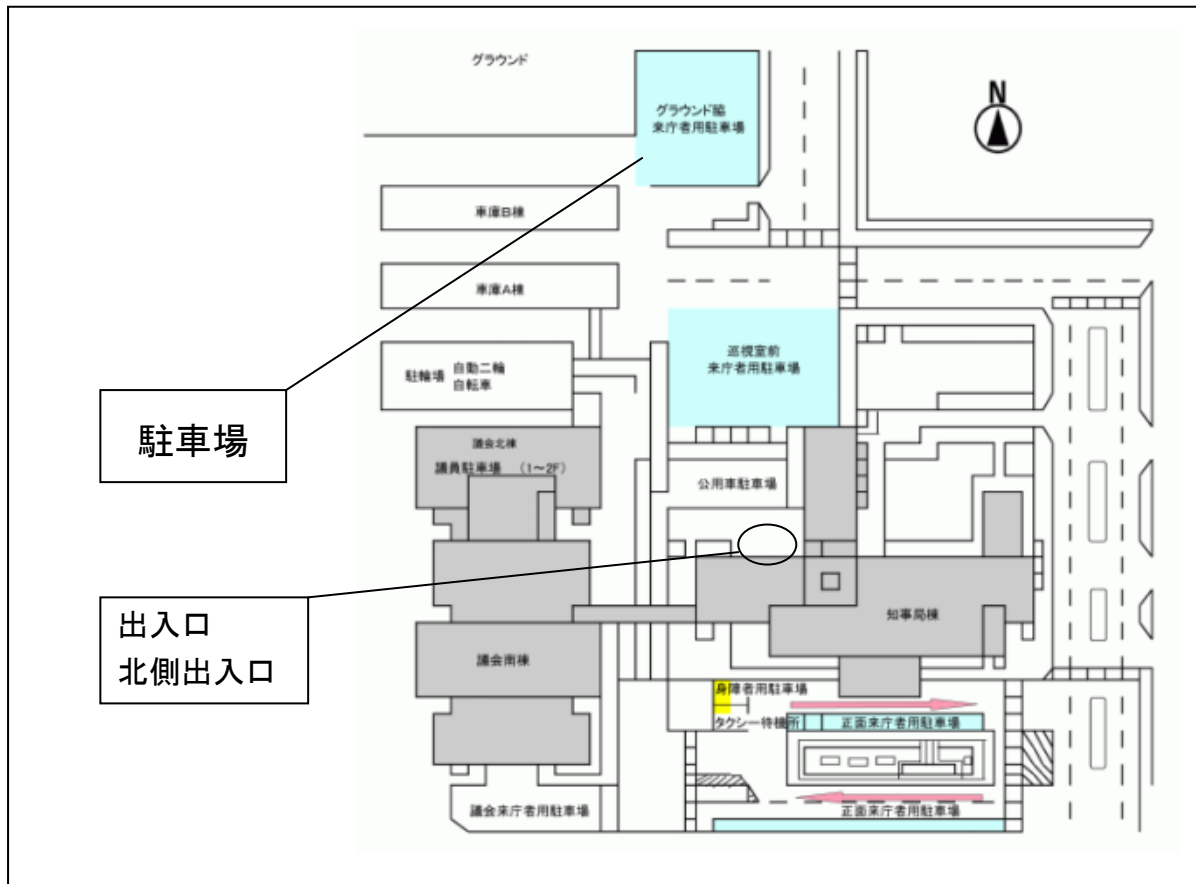 グラウンド
グラウンド脇
来庁者用駐車場
N
車庫B棟
車庫A棟
巡視室前
来庁者用駐車場
駐輪場 自動二輪
自転車
駐車場
議会北棟
議員駐車場 (1~2F)
公用車駐車場
出入口
北側出入口
知事局棟
議会南棟
身障者用駐車場
タクシー待機所
正面来庁者用駐車場
議会来庁者用駐車場
正面来庁者用駐車場